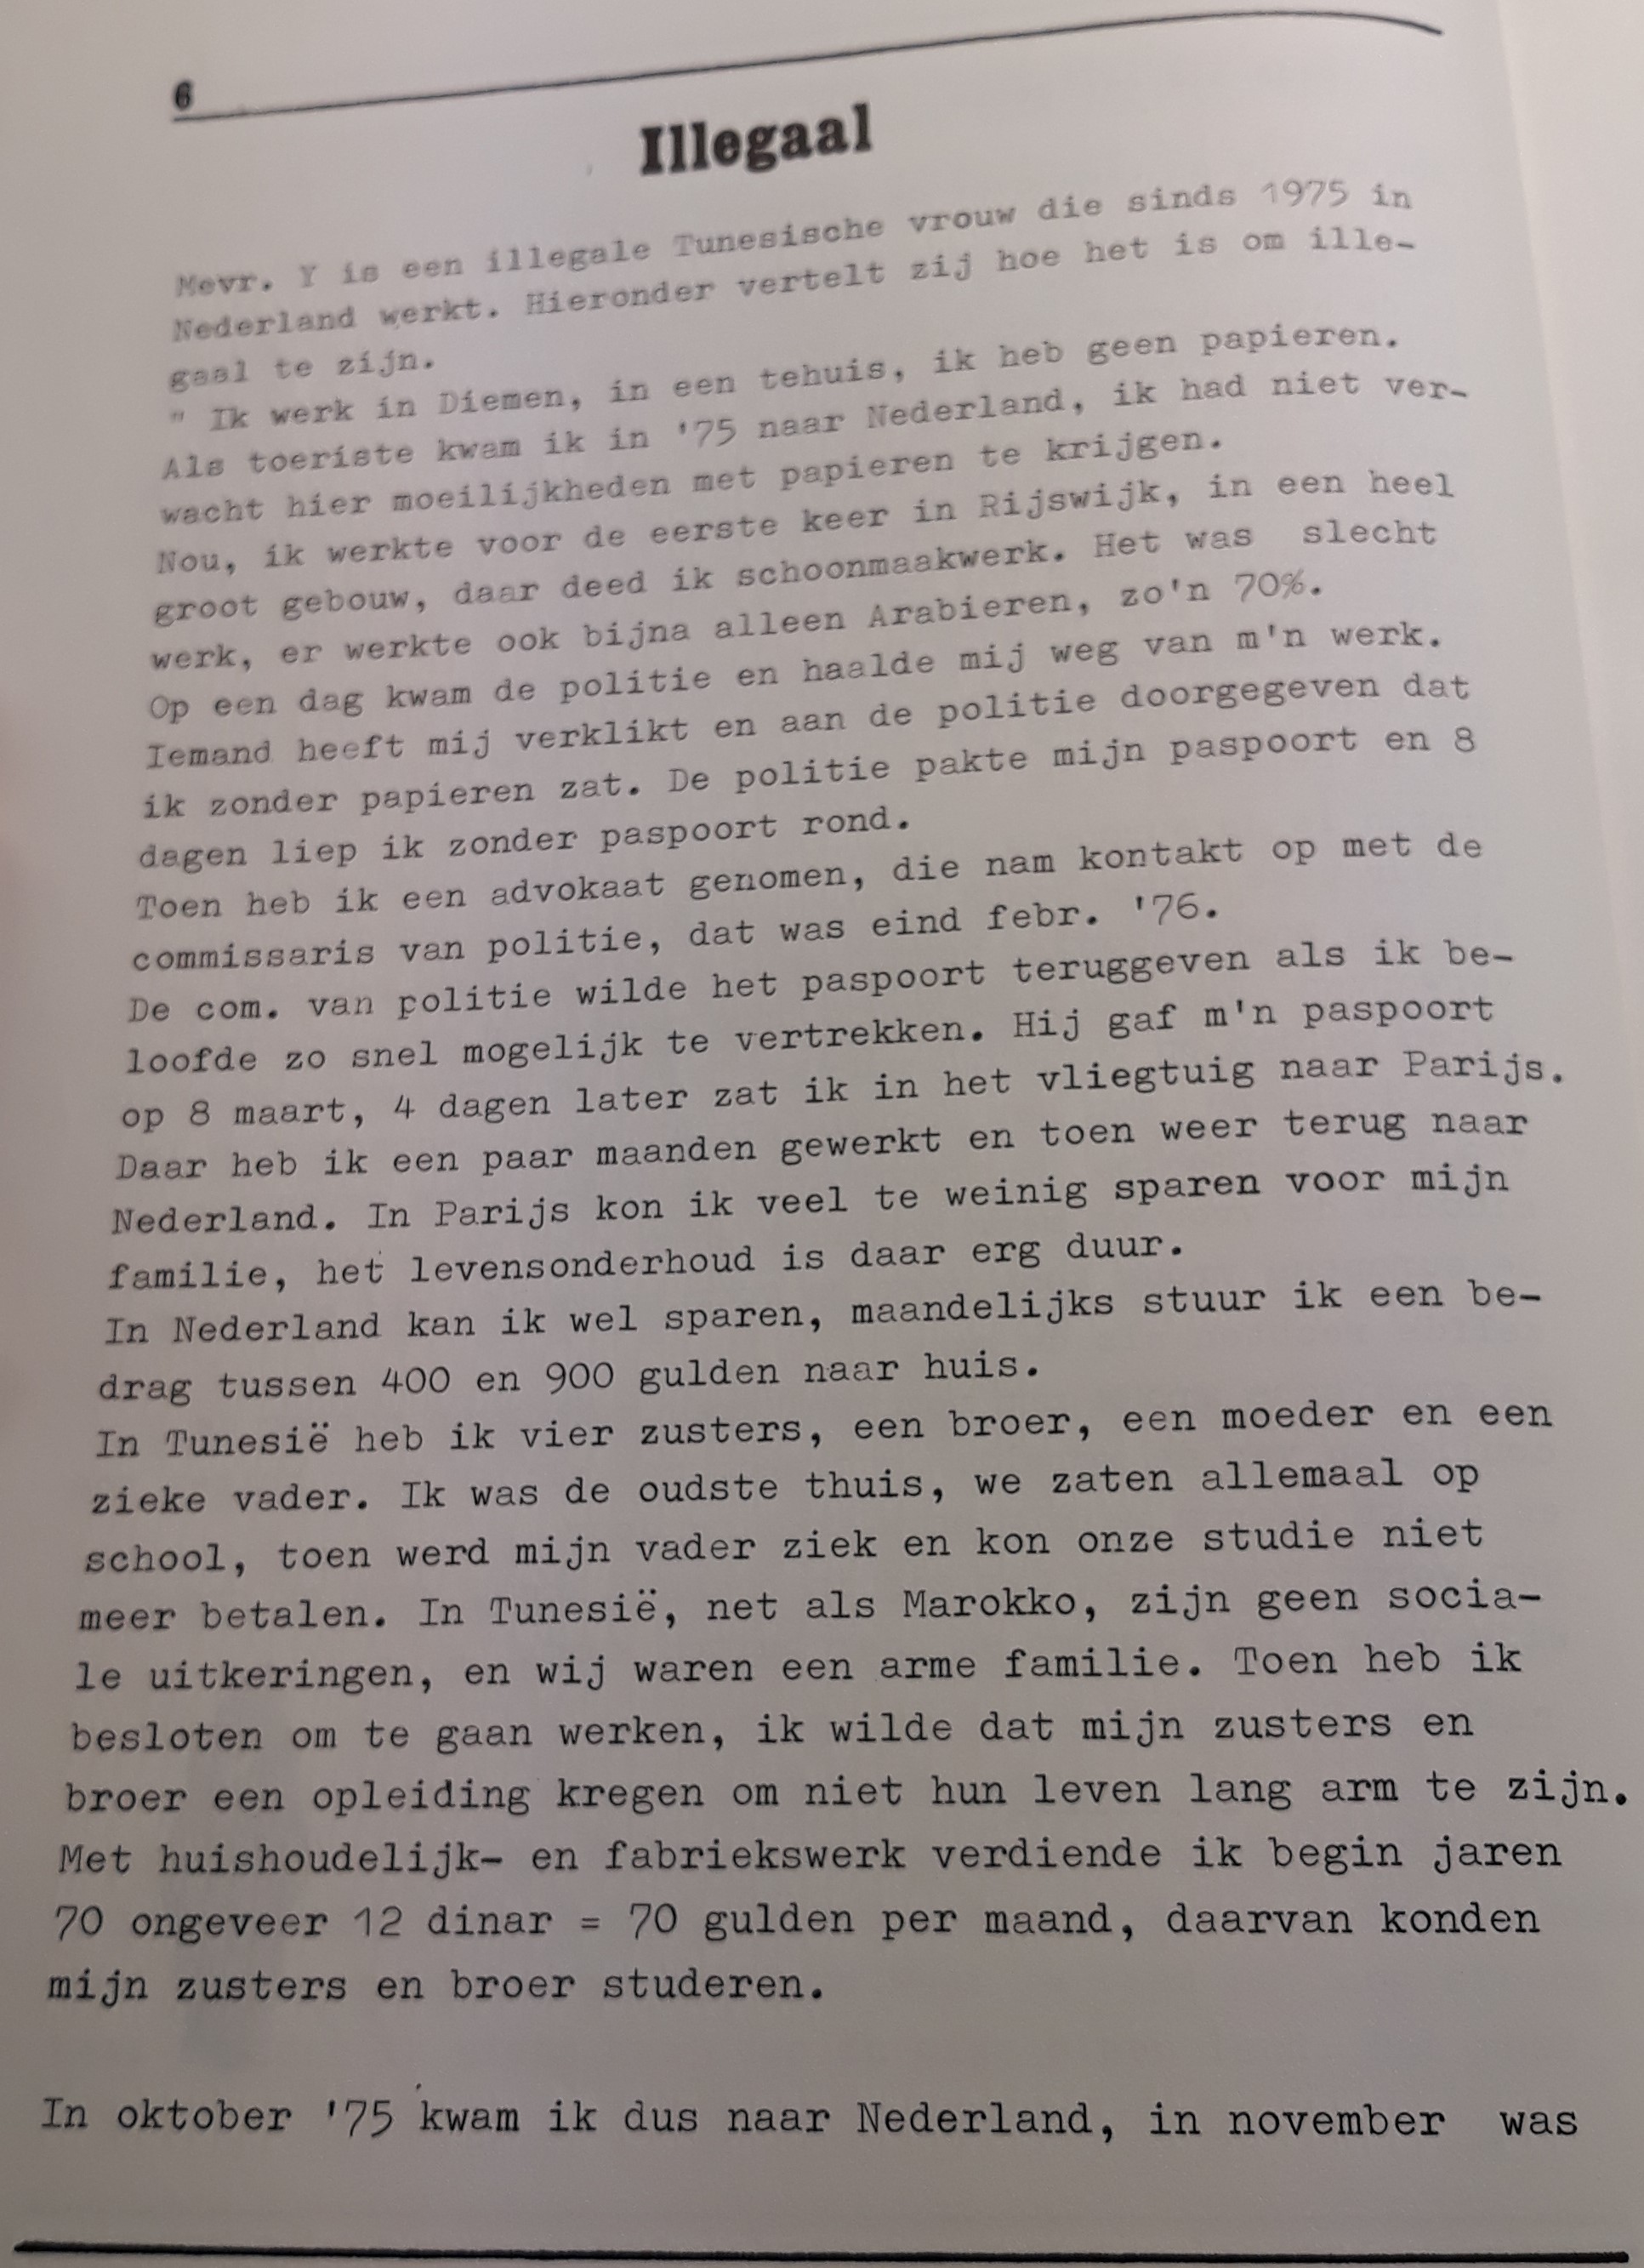 6
Illegaal
Mevr. Y is een illegale Tunesische vrouw die sinds 1975 in
Nederland werkt. Hieronder vertelt zij hoe het is om ille-
gaal te zijn.
" Ik werk in Diemen, in een tehuis, ik heb geen papieren.
Als toeriste kwam ik in '75 naar Nederland, ik had niet ver-
wacht hier moeilijkheden met papieren te krijgen.
Nou, ik werkte voor de eerste keer in Rijswijk, in een heel
groot gebouw, daar deed ik schoonmaakwerk. Het was slecht
werk, er werkte ook bijna alleen Arabieren, zo'n 70%.
Op een dag kwam de politie en haalde mij weg van m'n werk.
Iemand heeft mij verklikt en aan de politie doorgegeven dat
ik zonder papieren zat. De politie pakte mijn paspoort en 8
dagen liep ik zonder paspoort rond.
Toen heb ik een advokaat genomen, die nam kontakt op met de
commissaris van politie, dat was eind febr. '76.
De com. van politie wilde het paspoort teruggeven als ik be-
loofde zo snel mogelijk te vertrekken. Hij gaf m'n paspoort
op 8 maart, 4 dagen later zat ik in het vliegtuig naar Parijs.
Daar heb ik een paar maanden gewerkt en toen weer terug naar
Nederland. In Parijs kon ik veel te weinig sparen voor mijn
familie, het levensonderhoud is daar erg duur.
In Nederland kan ik wel sparen, maandelijks stuur ik een be-
drag tussen 400 en 900 gulden naar huis.
In Tunesië heb ik vier zusters, een broer, een moeder en een
zieke vader. Ik was de oudste thuis, we zaten allemaal op
school, toen werd mijn vader ziek en kon onze studie niet
meer betalen. In Tunesië, net als Marokko, zijn geen socia-
le uitkeringen, en wij waren een arme familie. Toen heb ik
besloten om te gaan werken, ik wilde dat mijn zusters en
broer een opleiding kregen om niet hun leven lang arm te zijn.
Met huishoudelijk- en fabriekswerk verdiende ik begin jaren
70 ongeveer 12 dinar = 70 gulden per maand, daarvan konden
mijn zusters en broer studeren.
In oktober '75 kwam ik dus naar Nederland, in november was